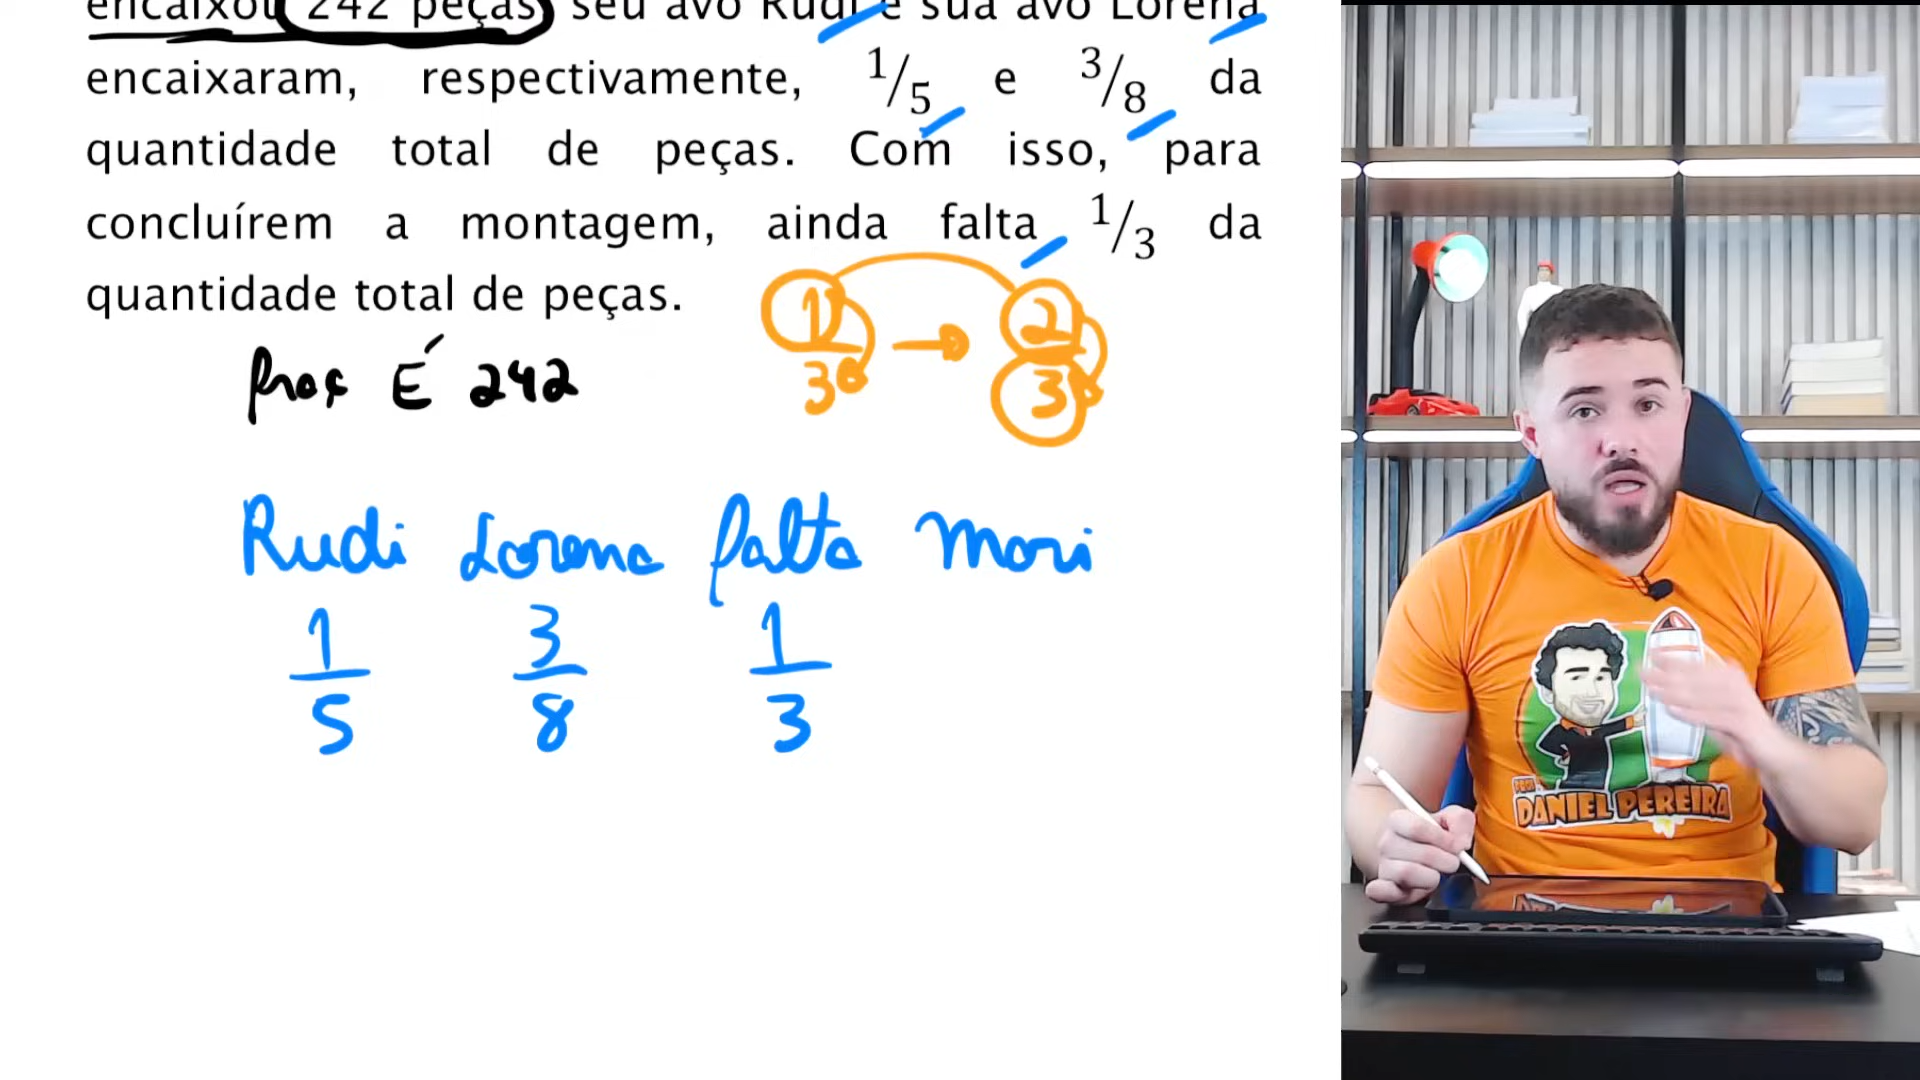 encaixou 242 peças seu avô Rudi e sua avó Lorena
encaixaram, respectivamente, 1/5 e 3/8 da
quantidade total de peças. Com isso, para
concluírem a montagem, ainda falta 1/3 da
quantidade total de peças.
1/3 → 2/3
É 242
Rudi Lorena falta Mari
1/5 3/8 1/3
PROF
DANIEL PEREIRA